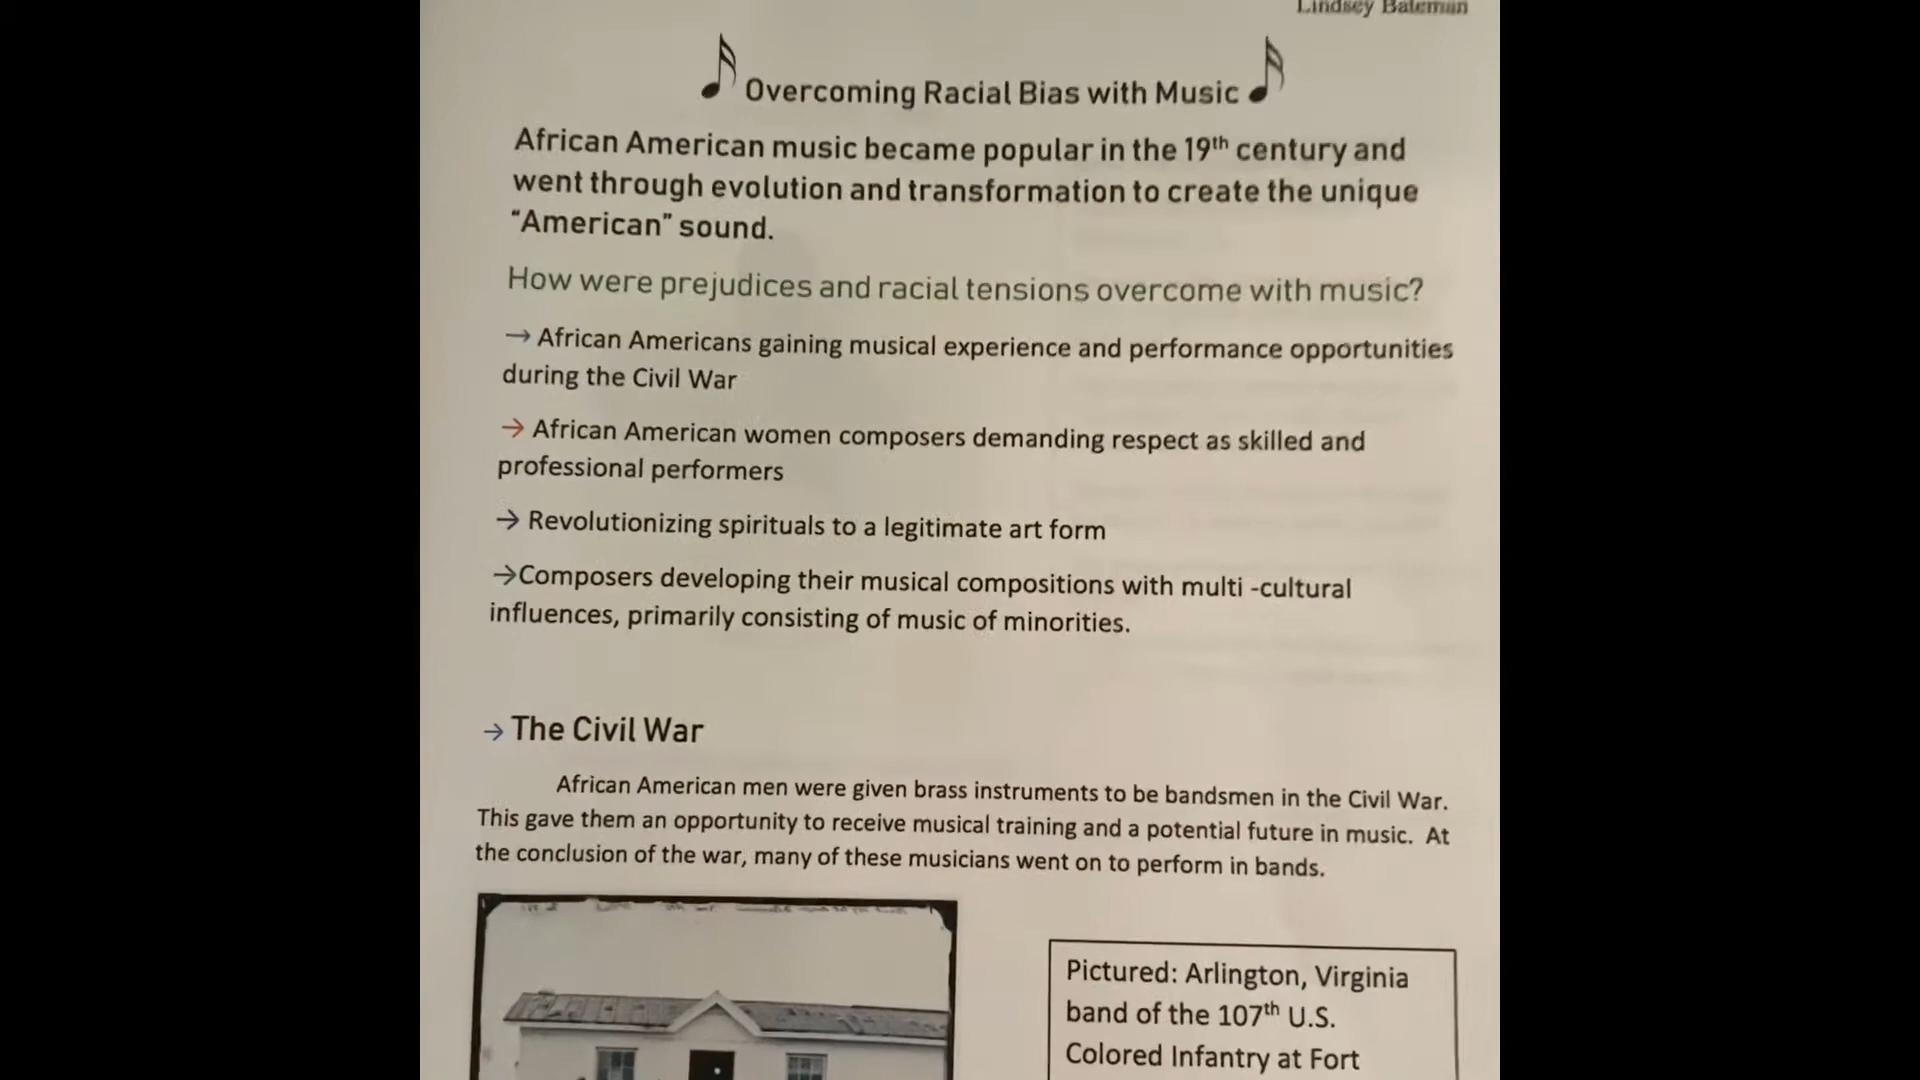 Lindsey Bateman
Overcoming Racial Bias with Music
African American music became popular in the 19th century and
went through evolution and transformation to create the unique
“American” sound.
How were prejudices and racial tensions overcome with music?
→ African Americans gaining musical experience and performance opportunities
during the Civil War
→ African American women composers demanding respect as skilled and
professional performers
→ Revolutionizing spirituals to a legitimate art form
→Composers developing their musical compositions with multi -cultural
influences, primarily consisting of music of minorities.
→ The Civil War
African American men were given brass instruments to be bandsmen in the Civil War.
This gave them an opportunity to receive musical training and a potential future in music. At
the conclusion of the war, many of these musicians went on to perform in bands.
Pictured: Arlington, Virginia
band of the 107th U.S.
Colored Infantry at Fort